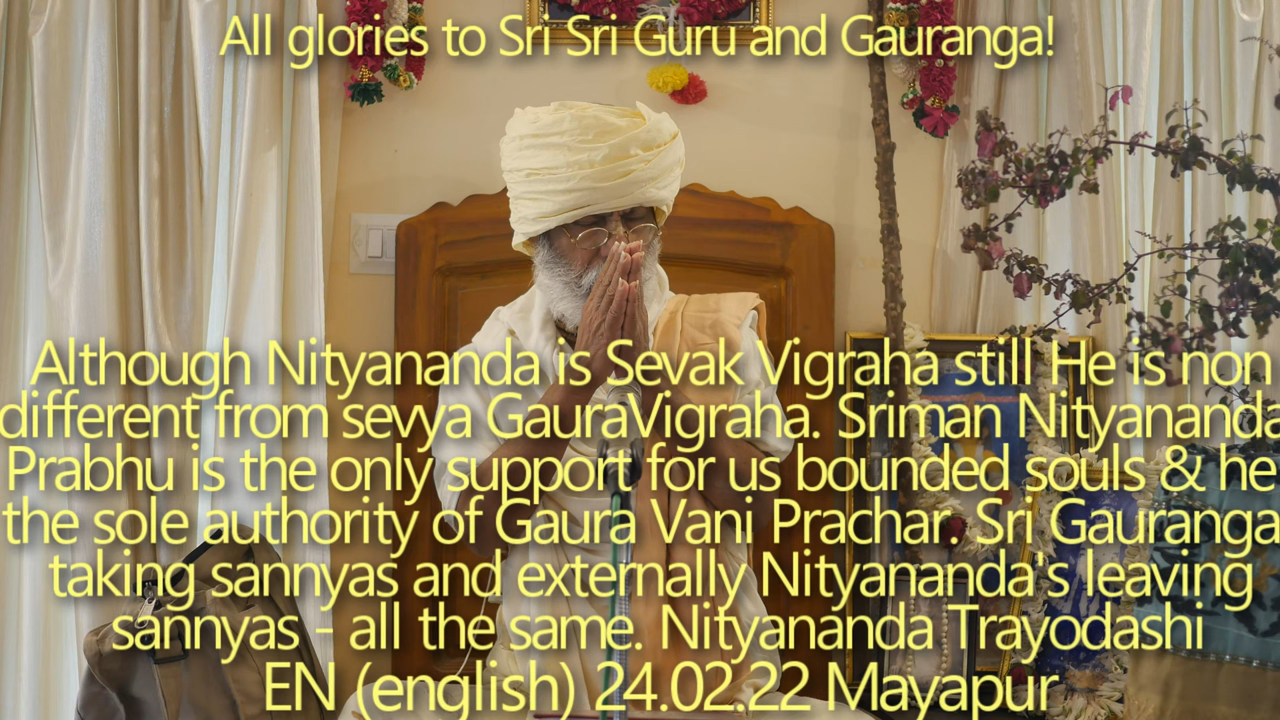 All glories to Sri Sri Guru and Gauranga!
Although Nityananda is Sevak Vigraha still He is non
different from sevya GauraVigraha. Sriman Nityananda
Prabhu is the only support for us bounded souls & he
the sole authority of Gaura Vani Prachar. Sri Gauranga
taking sannyas and externally Nityananda's leaving
sannyas - all the same. Nityananda Trayodashi
EN (english) 24.02.22 Mayapur